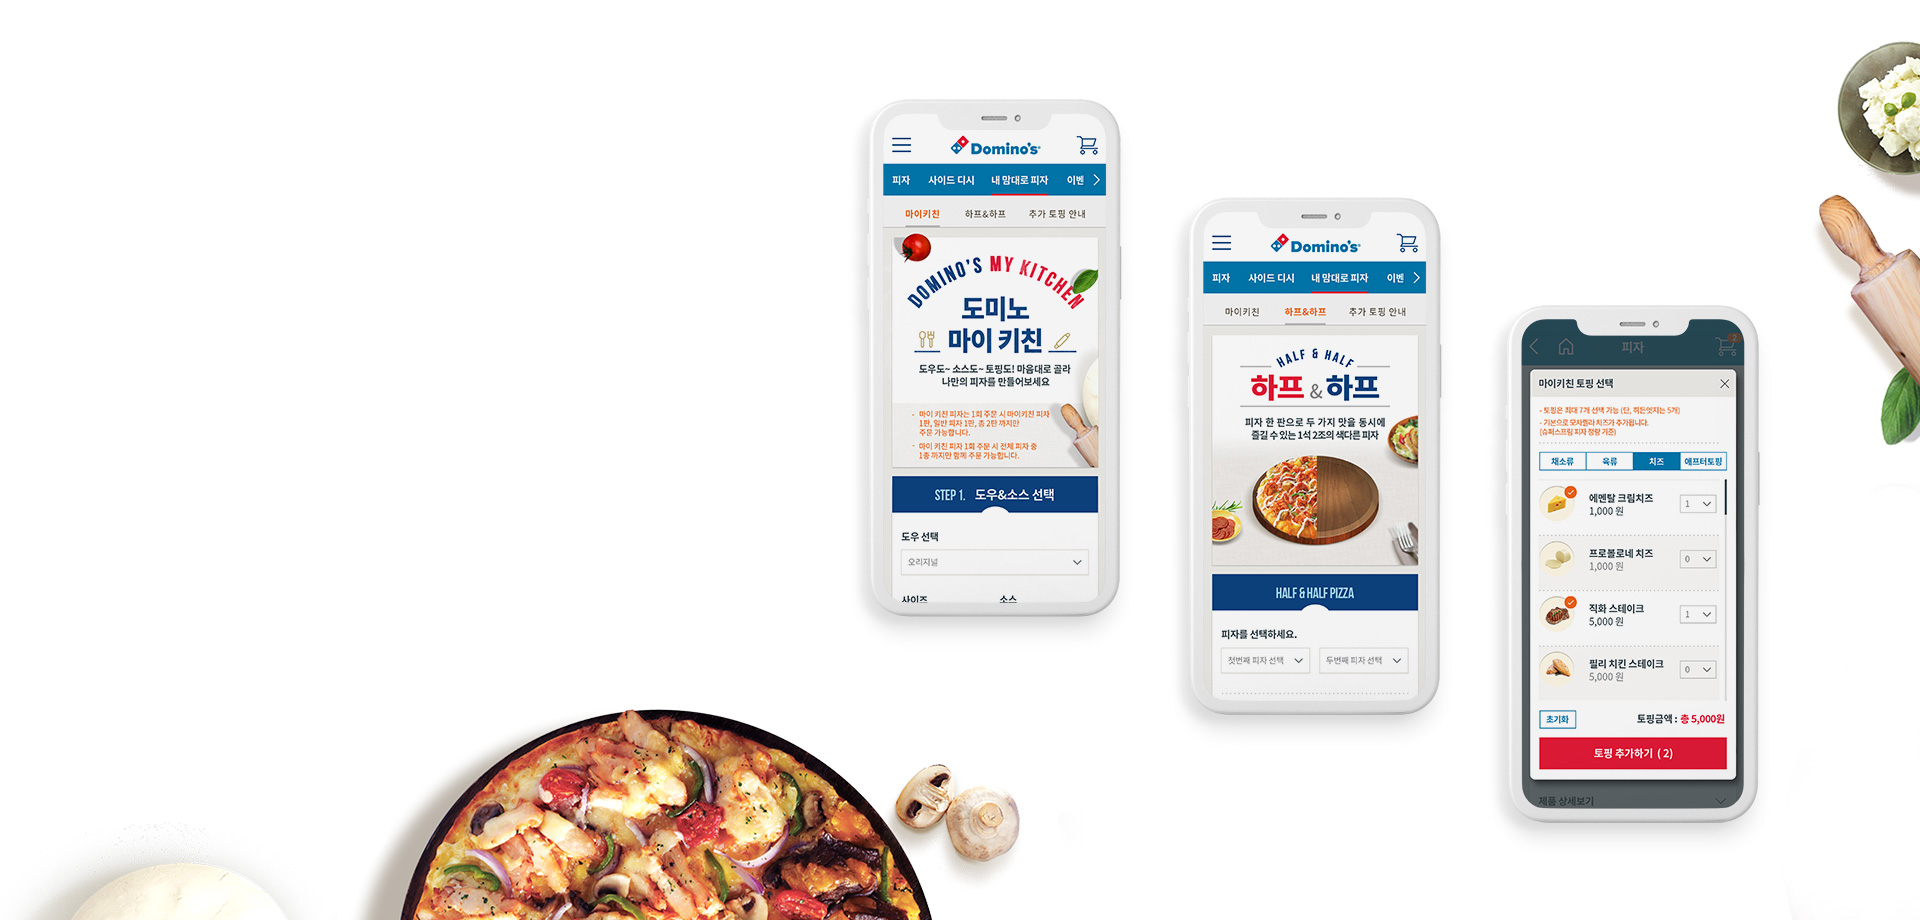 Domino's
피자 사이드 디시 내 맘대로 피자 이벤
마이키친 하프&하프 추가 토핑 안내
DOMINO'S MY KITCHEN
도미노
마이 키친
도우도~ 소스도~ 토핑도! 마음대로 골라
나만의 피자를 만들어보세요
- 마이 키친 피자는 1회 주문 시 마이키친 피자
1판, 일반 피자 1판, 총 2판 까지만
주문 가능합니다.
- 마이 키친 피자 1회 주문 시 전체 피자 중
1종 까지만 함께 주문 가능합니다.
STEP 1. 도우&소스 선택
도우 선택
오리지널
사이즈 소스
Domino's
피자 사이드 디시 내 맘대로 피자 이벤
마이키친 하프&하프 추가 토핑 안내
HALF & HALF
하프 & 하프
피자 한 판으로 두 가지 맛을 동시에
즐길 수 있는 1석 2조의 색다른 피자
HALF & HALF PIZZA
피자를 선택하세요.
첫번째 피자 선택 두번째 피자 선택
피자 2
마이키친 토핑 선택
- 토핑은 최대 7개 선택 가능 (단, 히든엣지는 5개)
- 기본으로 모차렐라 치즈가 추가됩니다.
(슈퍼스프림 피자 정량 기준)
채소류 육류 치즈 애프터토핑
에멘탈 크림치즈
1,000 원
1
프로볼로네 치즈
1,000 원
0
직화 스테이크
5,000 원
1
필리 치킨 스테이크
5,000 원
0
초기화 토핑금액 : 총 5,000원
토핑 추가하기 ( 2 )
제품 상세보기